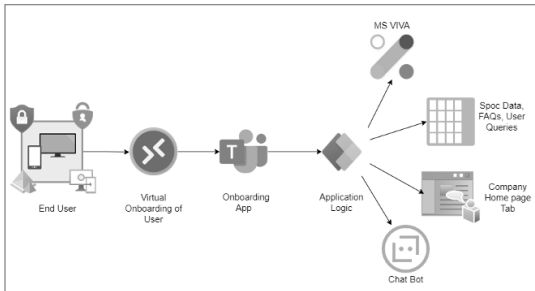 MS VIVA
Spoc Data,
FAQs, User
Queries
T
End User
Virtual
Onboarding of
User
Onboarding
App
Application
Logic
Company
Home page
Tab
Chat Bot